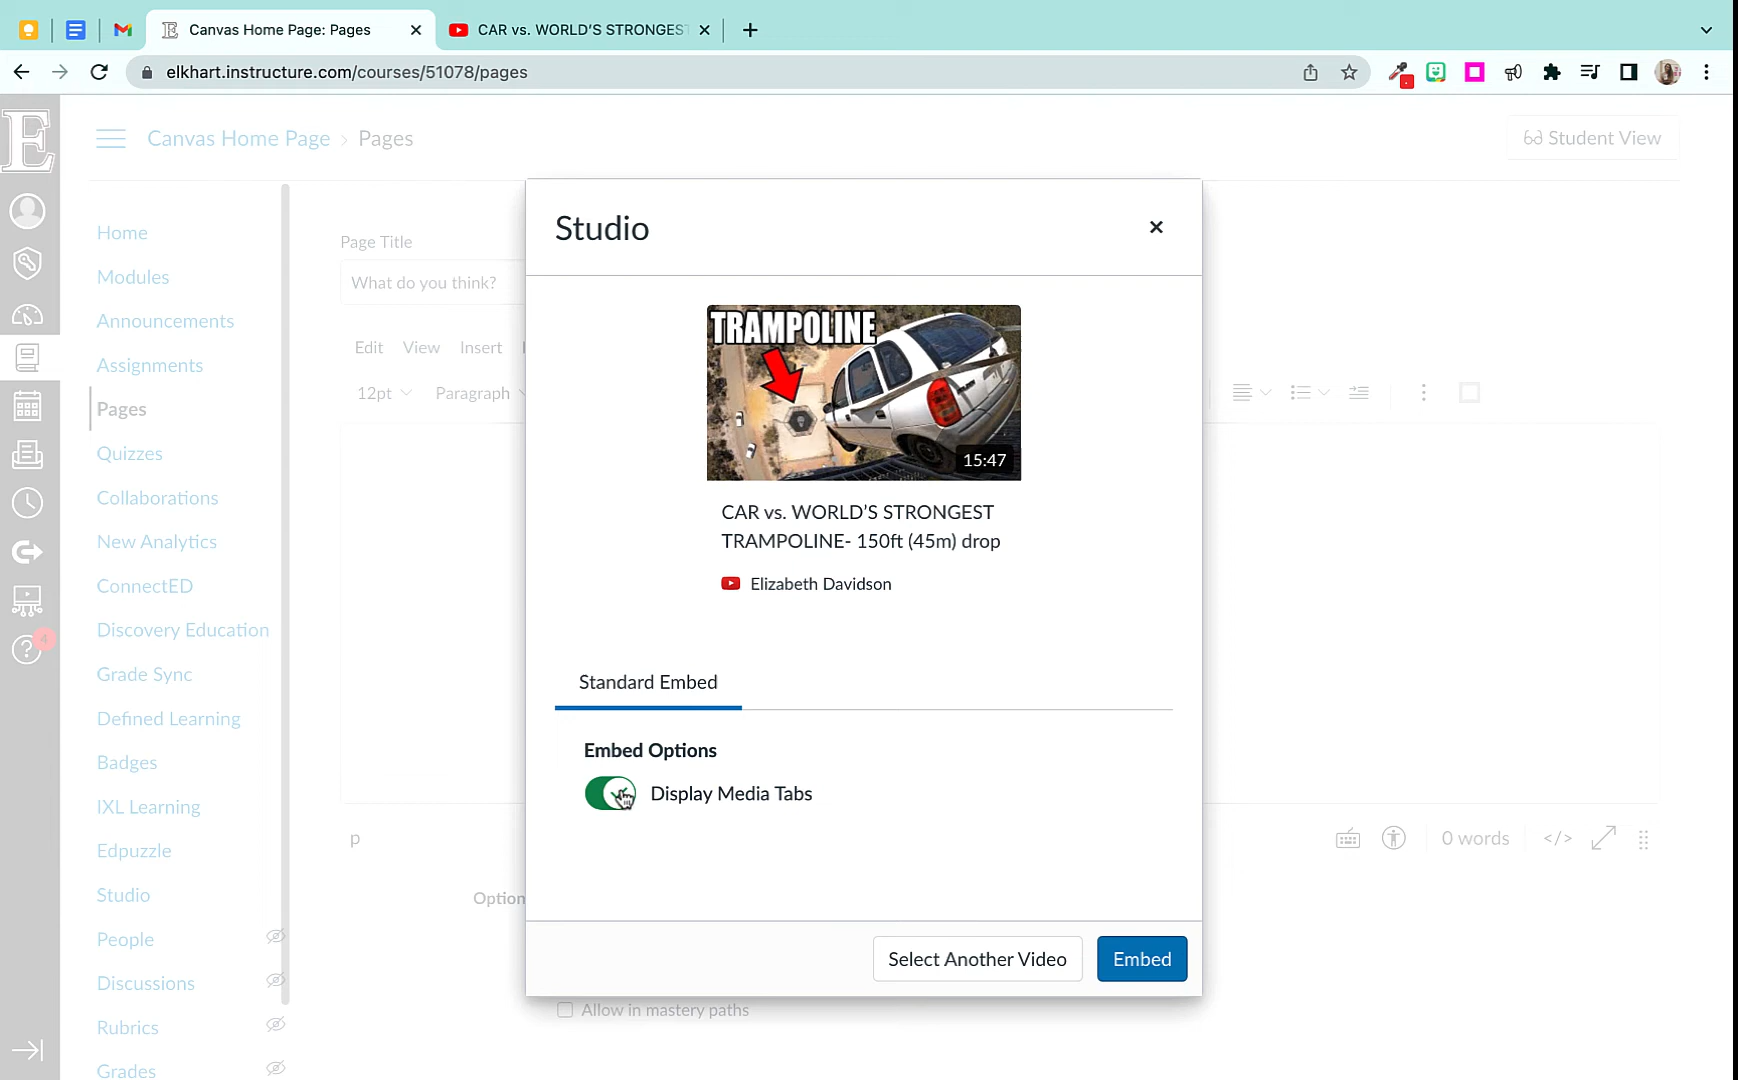 Canvas Home Page: Pages
CAR vs. WORLD'S STRONGEST
elkhart.instructure.com/courses/51078/pages
E
Canvas Home Page › Pages
Student View
Home
Modules
Announcements
Assignments
Pages
Quizzes
Collaborations
New Analytics
ConnectED
Discovery Education
Grade Sync
Defined Learning
Badges
IXL Learning
Edpuzzle
Studio
People
Discussions
Rubrics
Grades
4
Page Title
What do you think?
Edit View Insert
12pt Paragraph
p
0 words </>
Option
Allow in mastery paths
Studio
TRAMPOLINE
15:47
CAR vs. WORLD'S STRONGEST
TRAMPOLINE- 150ft (45m) drop
Elizabeth Davidson
Standard Embed
Embed Options
Display Media Tabs
Select Another Video
Embed